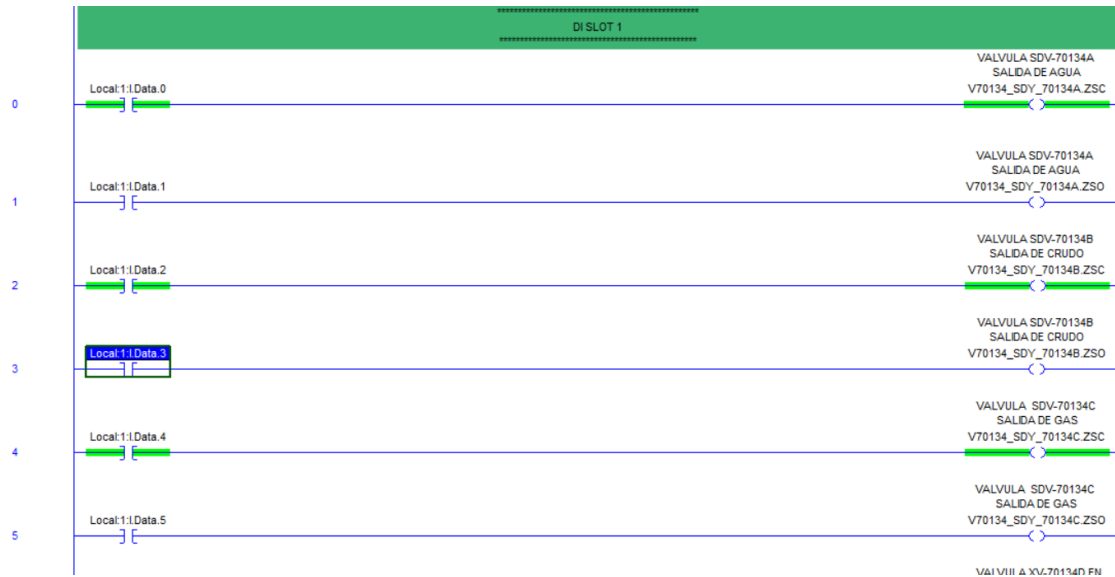 ************************************************
DI SLOT 1
************************************************
VALVULA SDV-70134A
SALIDA DE AGUA
Local:1:I.Data.0
V70134_SDY_70134A.ZSC
0
VALVULA SDV-70134A
SALIDA DE AGUA
Local:1:I.Data.1
V70134_SDY_70134A.ZSO
1
VALVULA SDV-70134B
SALIDA DE CRUDO
Local:1:I.Data.2
V70134_SDY_70134B.ZSC
2
VALVULA SDV-70134B
SALIDA DE CRUDO
Local:1:I.Data.3
V70134_SDY_70134B.ZSO
3
VALVULA SDV-70134C
SALIDA DE GAS
Local:1:I.Data.4
V70134_SDY_70134C.ZSC
4
VALVULA SDV-70134C
SALIDA DE GAS
Local:1:I.Data.5
V70134_SDY_70134C.ZSO
5
VALVULA XV-70134D EN